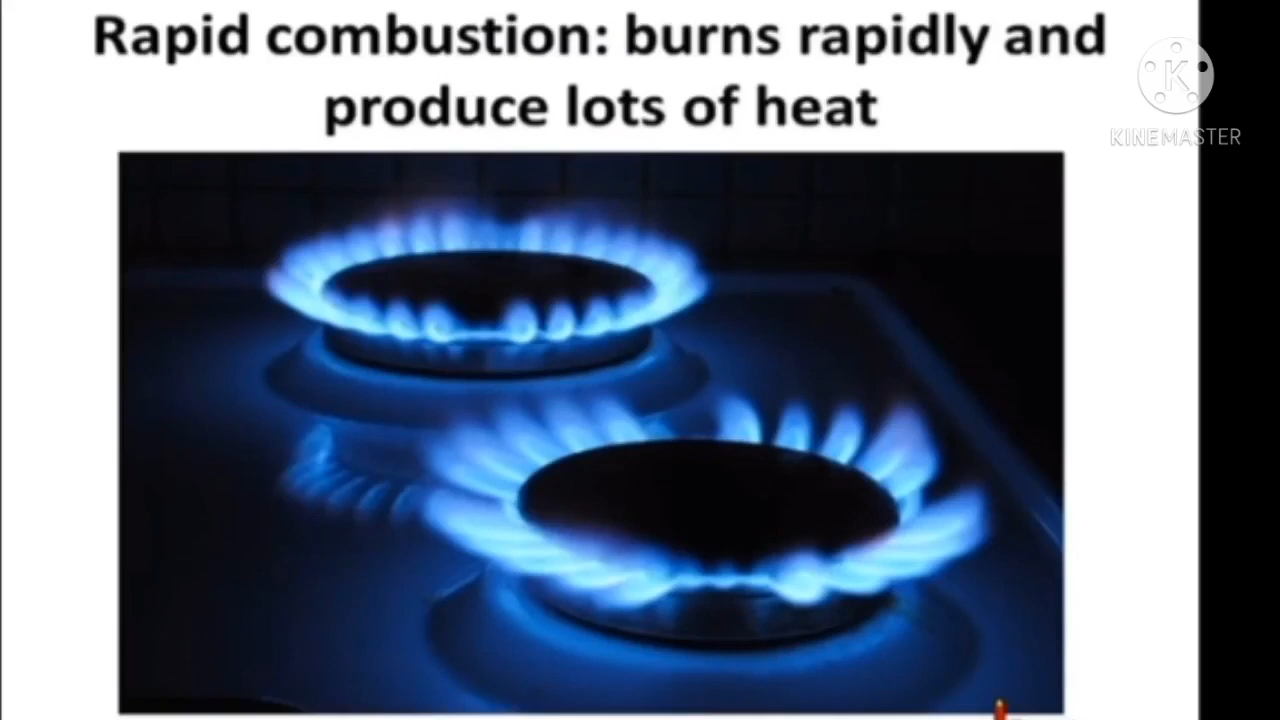 Rapid combustion: burns rapidly and
produce lots of heat
K
KINEMASTER